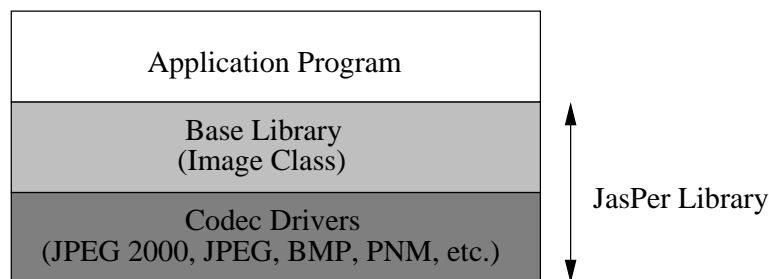 Application Program
Base Library
(Image Class)
JasPer Library
Codec Drivers
(JPEG 2000, JPEG, BMP, PNM, etc.)